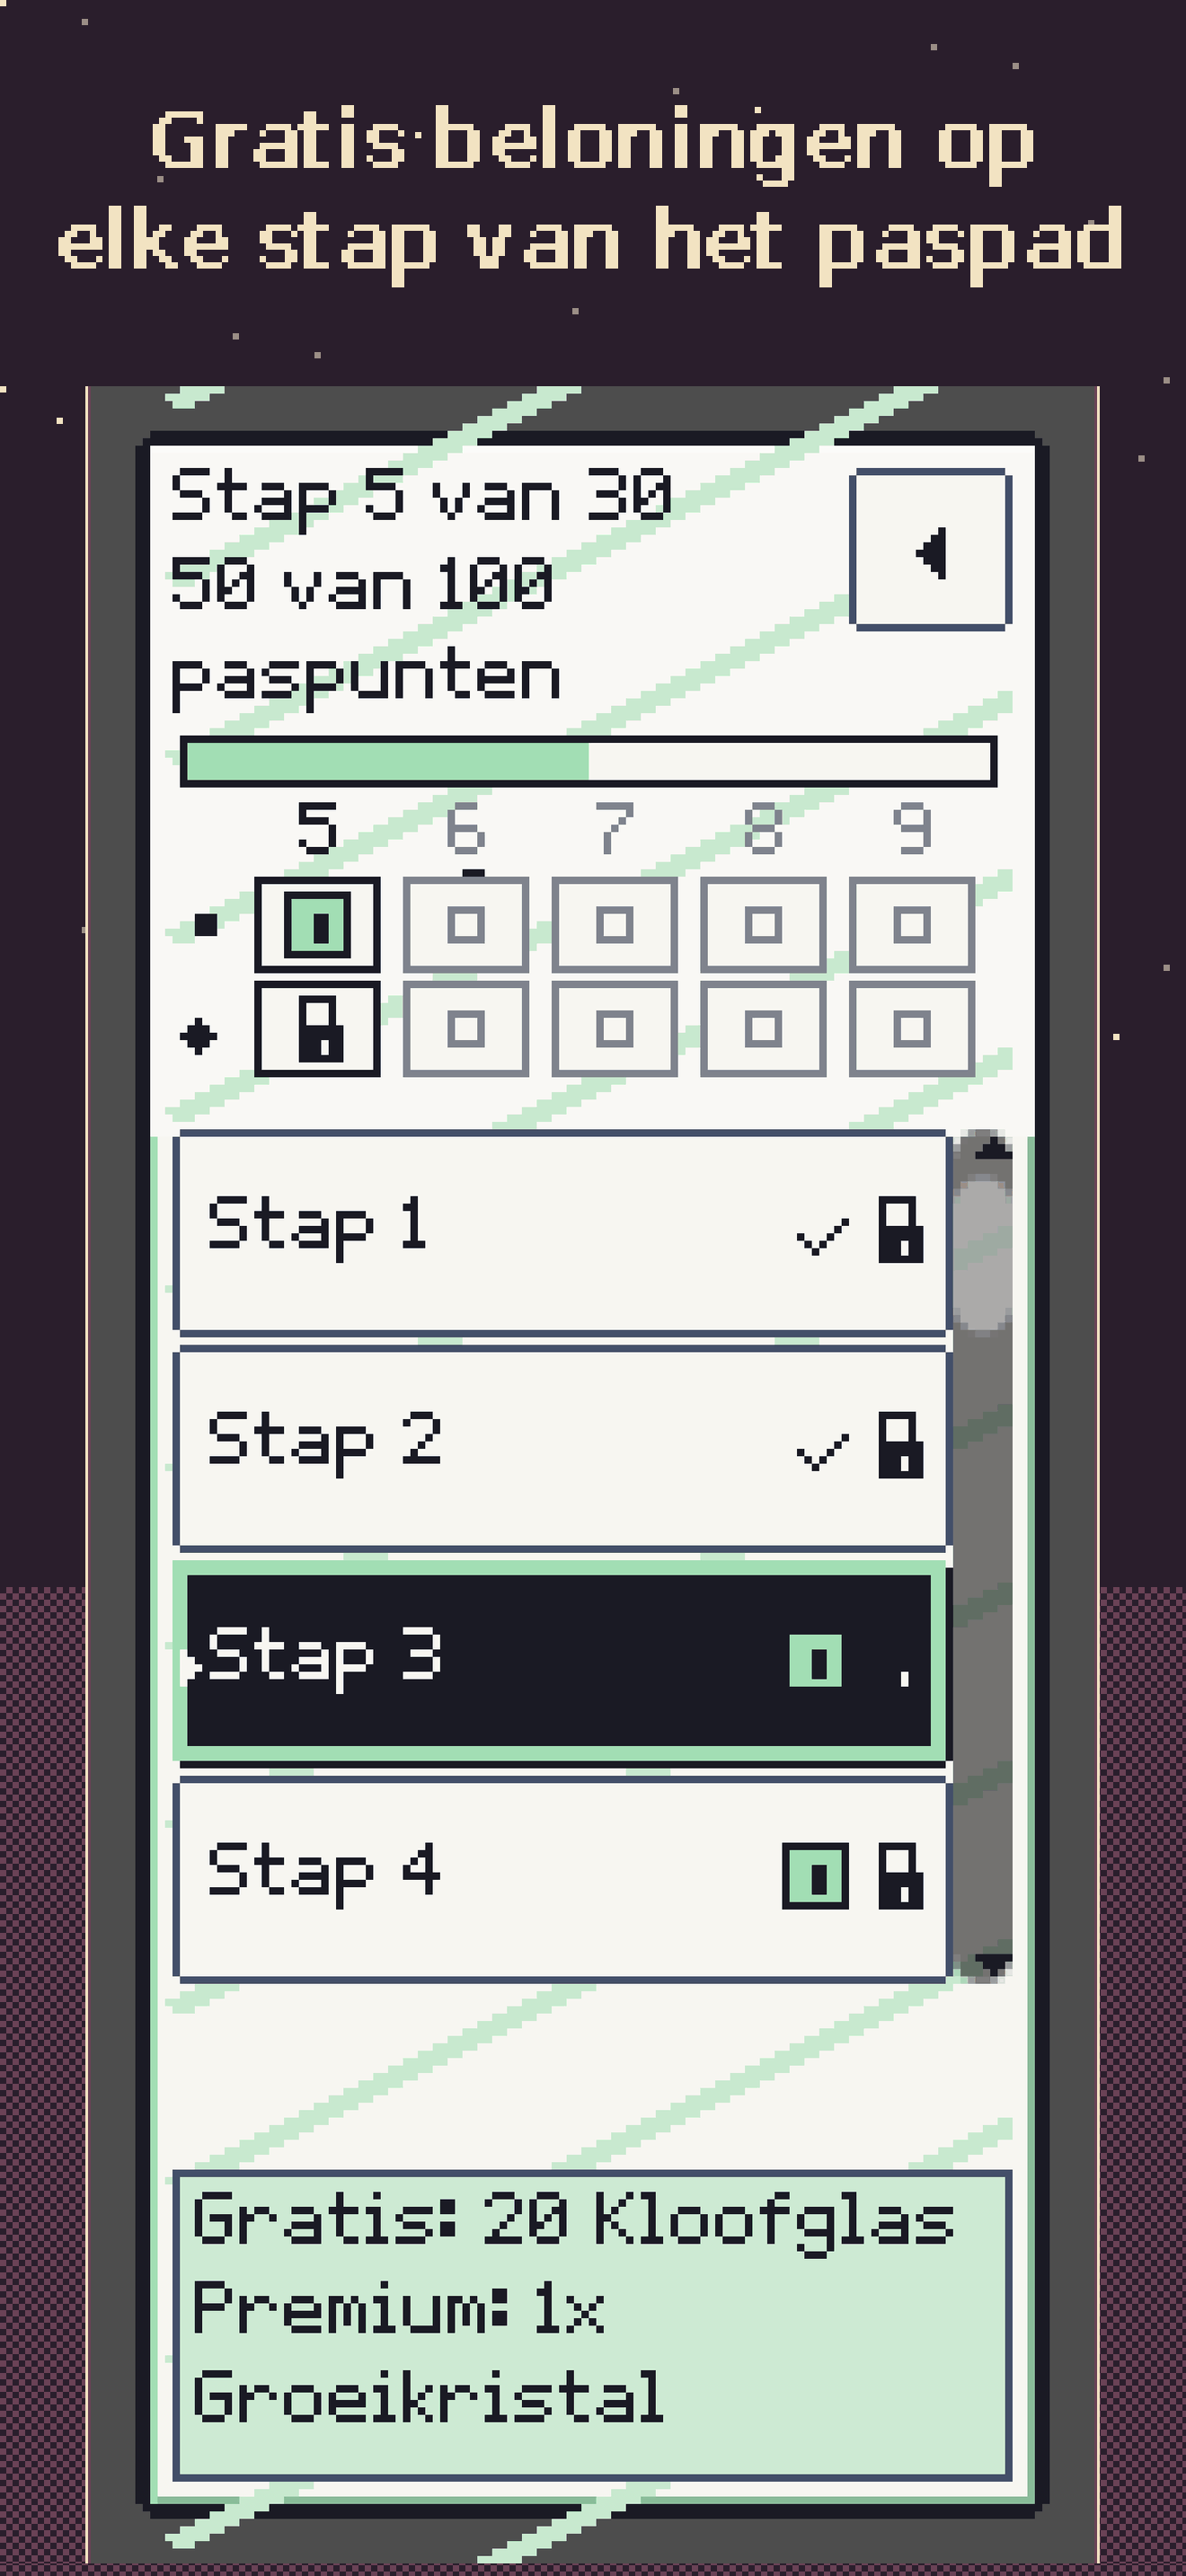 Gratis beloningen op
elke stap van het paspad
Stap 5 van 30
50 van 100
paspunten
5 6 7 8 9
Stap 1
Stap 2
Stap 3
Stap 4
Gratis: 20 Kloofglas
Premium: 1x
Groeikristal